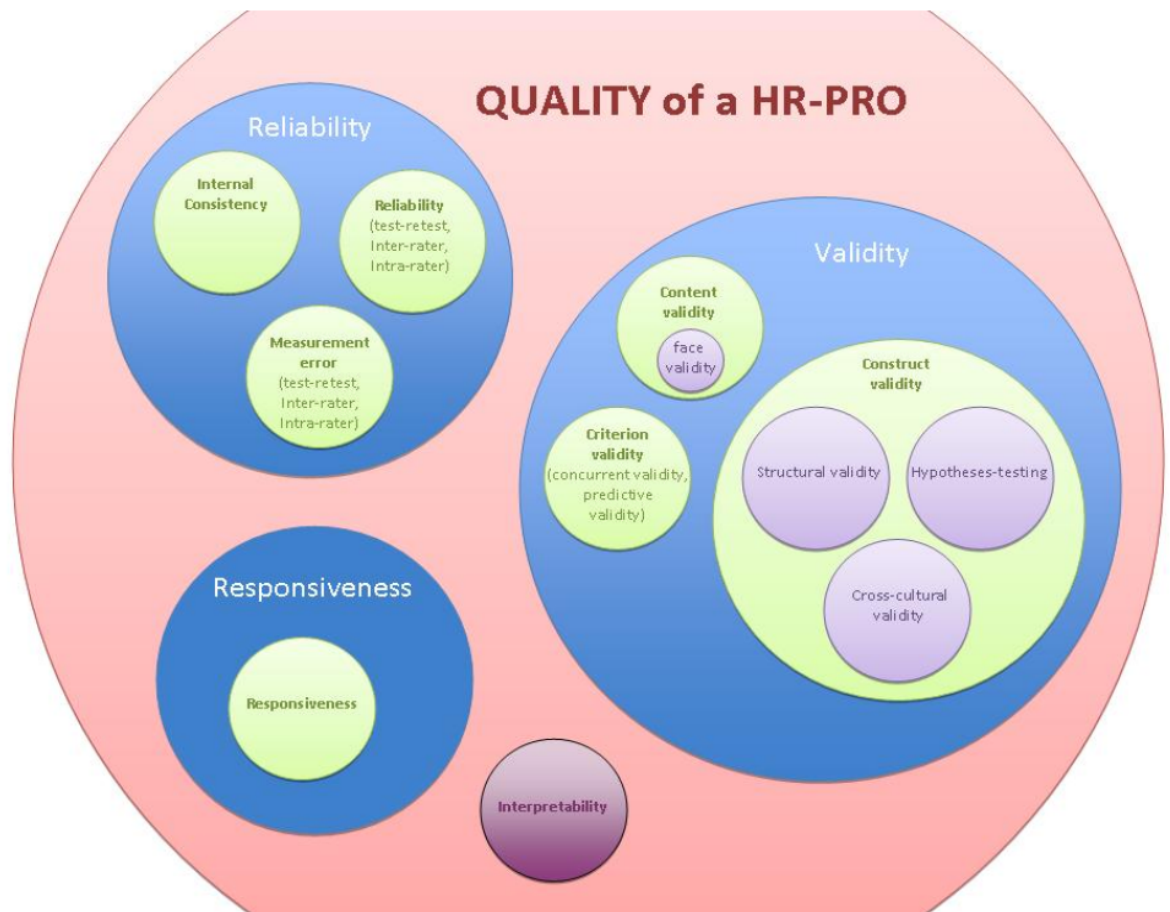 QUALITY of a HR-PRO
Reliability
Internal
Consistency
Reliability
(test-retest,
Inter-rater,
Intra-rater)
Measurement
error
(test-retest,
Inter-rater,
Intra-rater)
Validity
Content
validity
face
validity
Criterion
validity
(concurrent validity,
predictive
validity)
Construct
validity
Structural validity
Hypotheses-testing
Cross-cultural
validity
Responsiveness
Responsiveness
Interpretability